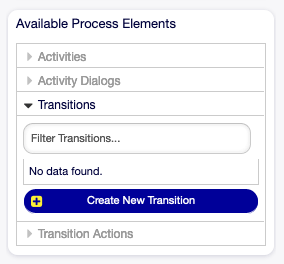 Available Process Elements
Activities
Activity Dialogs
Transitions
Filter Transitions...
No data found.
Create New Transition
Transition Actions